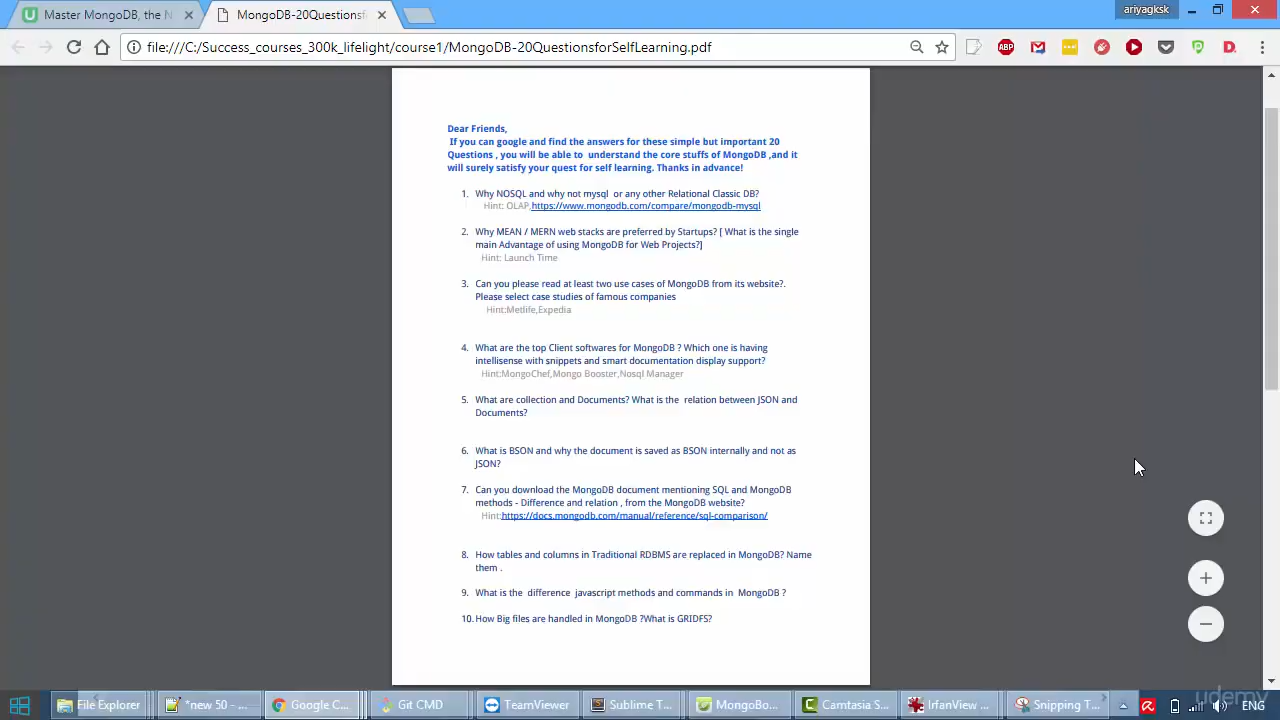 Master MongoDB, the N
MongoDB-20Questionsf
ariyaksk
file:///C:/Success_courses_300k_lifelight/course1/MongoDB-20QuestionsforSelfLearning.pdf
ABP
Dear Friends,
If you can google and find the answers for these simple but important 20
Questions , you will be able to understand the core stuffs of MongoDB ,and it
will surely satisfy your quest for self learning. Thanks in advance!
1. Why NOSQL and why not mysql or any other Relational Classic DB?
Hint: OLAP,https://www.mongodb.com/compare/mongodb-mysql
2. Why MEAN / MERN web stacks are preferred by Startups? [ What is the single
main Advantage of using MongoDB for Web Projects?]
Hint: Launch Time
3. Can you please read at least two use cases of MongoDB from its website?.
Please select case studies of famous companies
Hint:Metlife,Expedia
4. What are the top Client softwares for MongoDB ? Which one is having
intellisense with snippets and smart documentation display support?
Hint:MongoChef,Mongo Booster,Nosql Manager
5. What are collection and Documents? What is the relation between JSON and
Documents?
6. What is BSON and why the document is saved as BSON internally and not as
JSON?
7. Can you download the MongoDB document mentioning SQL and MongoDB
methods - Difference and relation , from the MongoDB website?
Hint:https://docs.mongodb.com/manual/reference/sql-comparison/
8. How tables and columns in Traditional RDBMS are replaced in MongoDB? Name
them .
9. What is the difference javascript methods and commands in MongoDB ?
10. How Big files are handled in MongoDB ?What is GRIDFS?
File Explorer
*new 50 - ...
Google C...
Git CMD
TeamViewer
Sublime T...
MongoBo...
Camtasia S...
IrfanView ...
Snipping T...
ENG
udemy